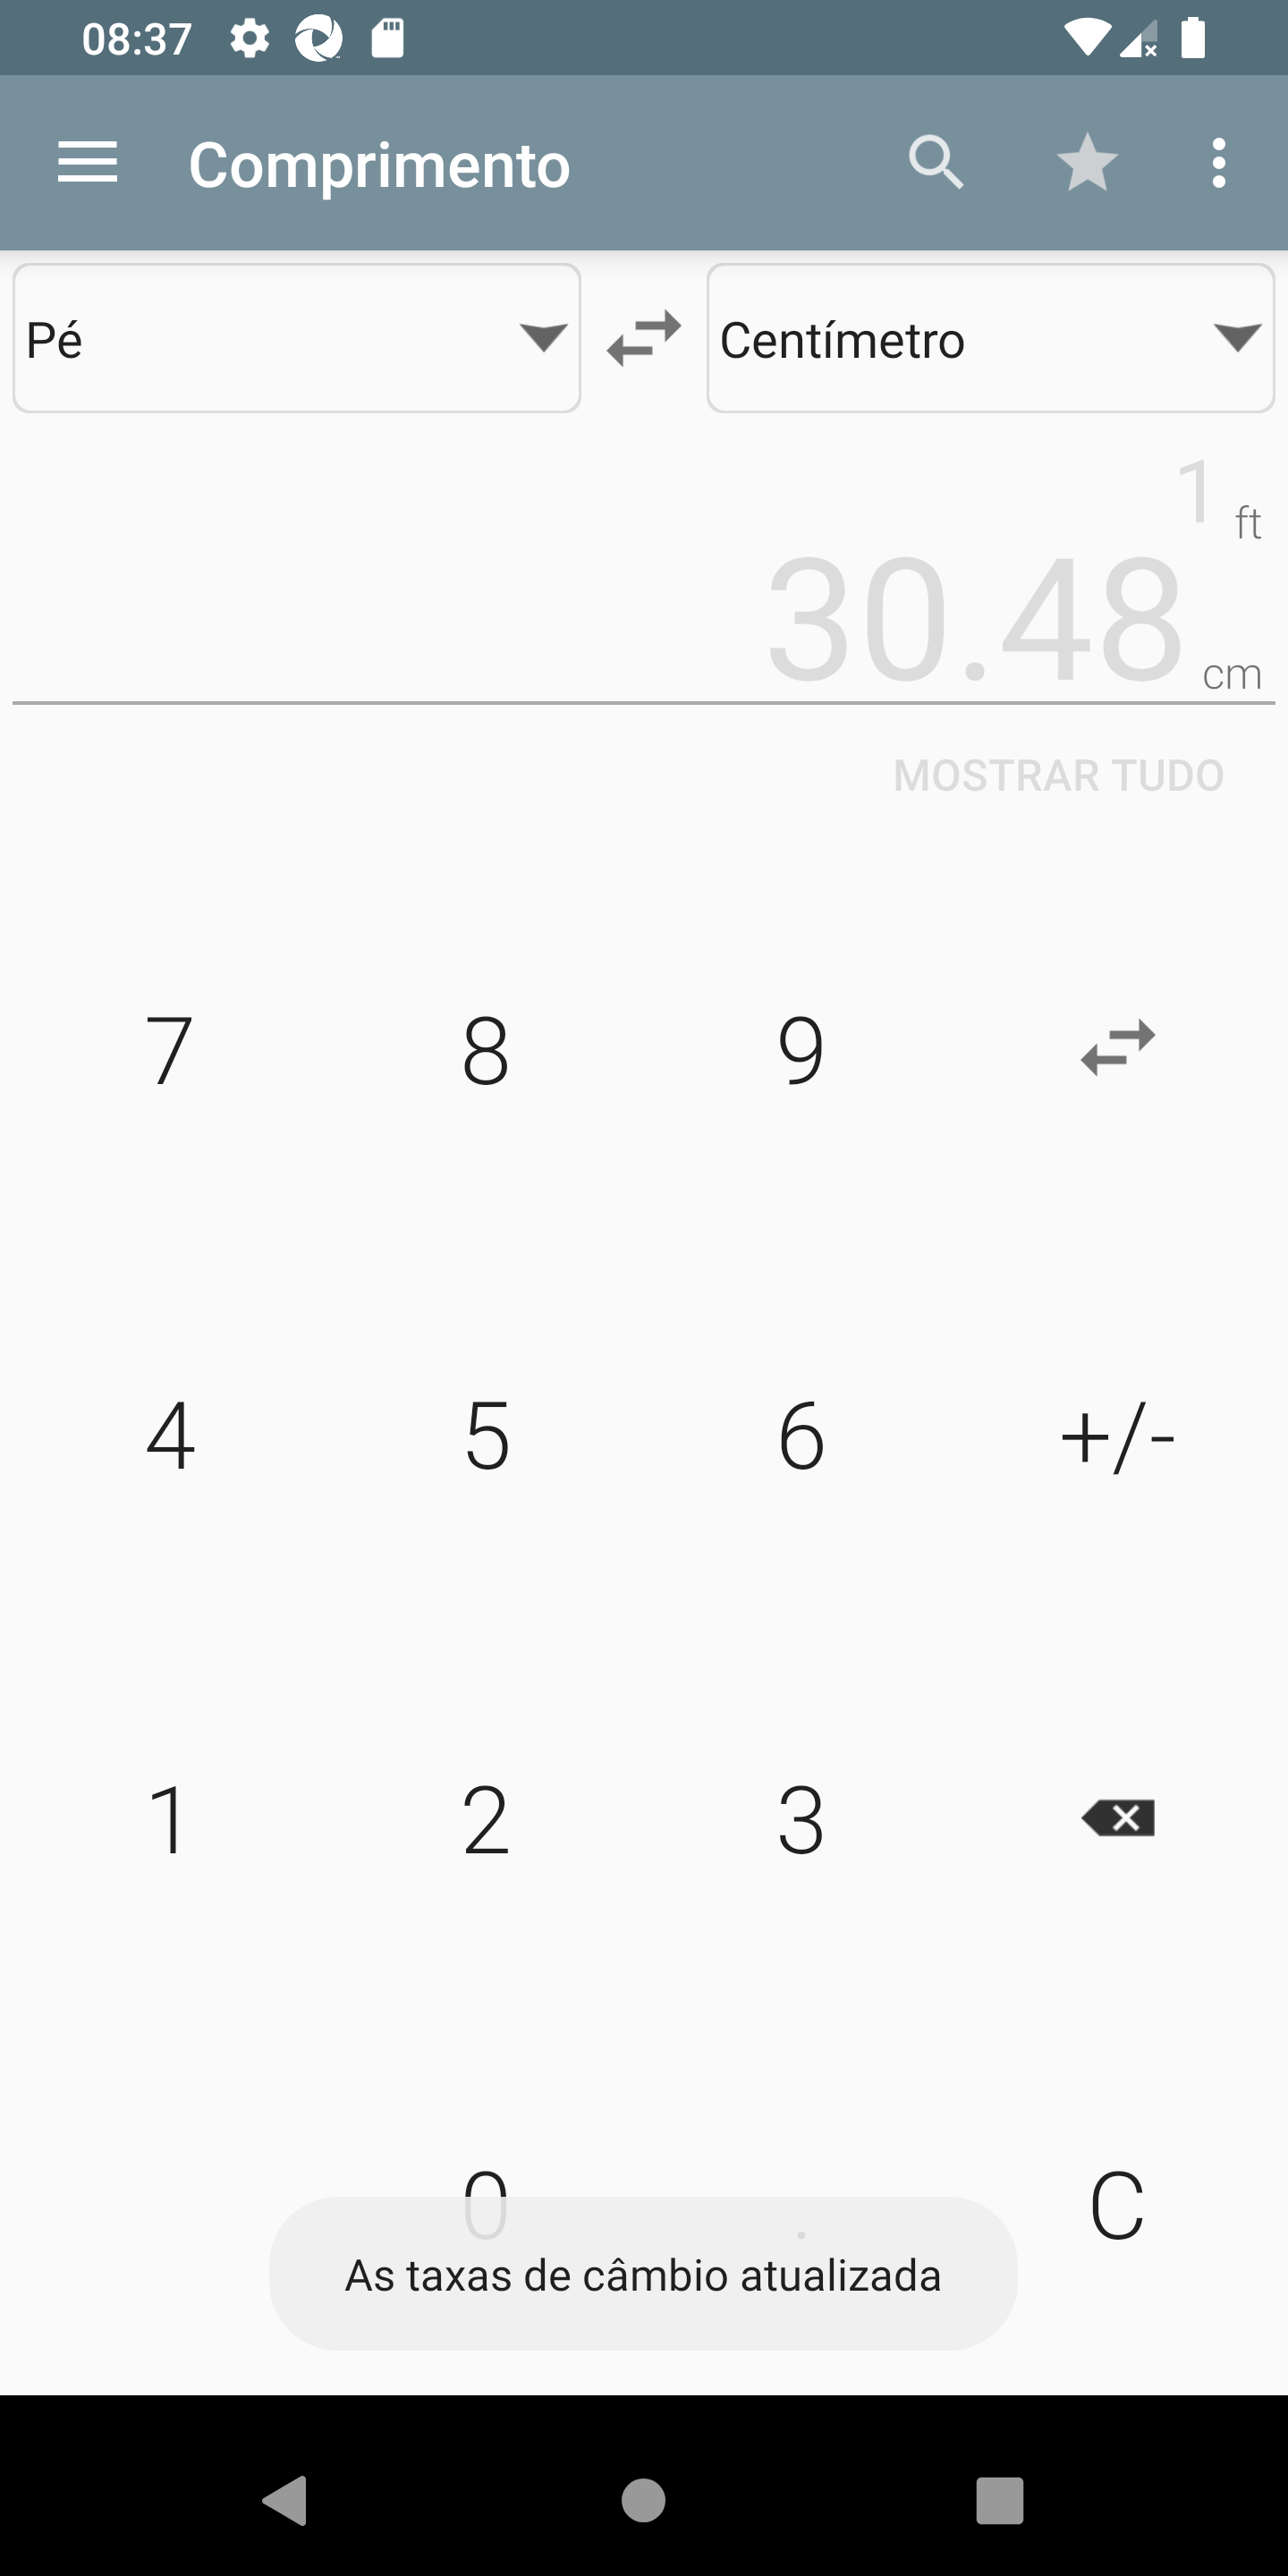 08:37
Comprimento
Pé
Centímetro
1 ft
30.48 cm
MOSTRAR TUDO
7 8 9
4 5 6 +/-
1 2 3
0 . C
As taxas de câmbio atualizada